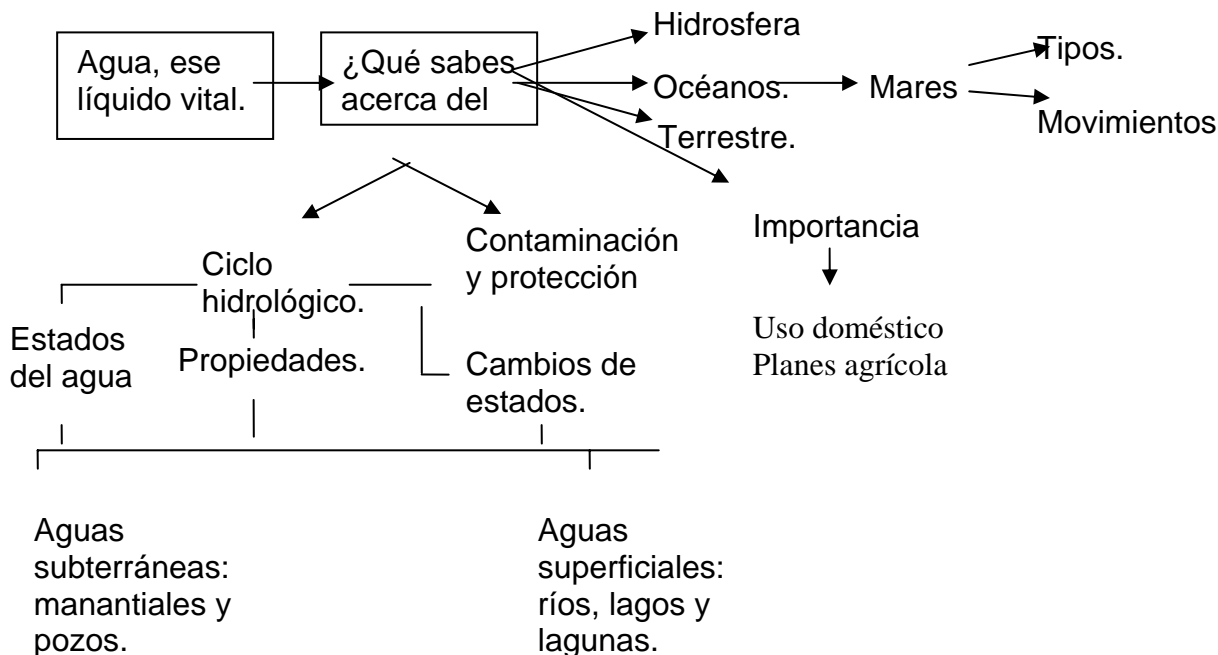 Agua, ese
líquido vital.
¿Qué sabes
acerca del
Hidrosfera
Océanos.
Terrestre.
Mares
Tipos.
Movimientos
Importancia
Uso doméstico
Planes agrícola
Contaminación
y protección
Ciclo
hidrológico.
Estados
del agua
Propiedades.
Cambios de
estados.
Aguas
subterráneas:
manantiales y
pozos.
Aguas
superficiales:
ríos, lagos y
lagunas.